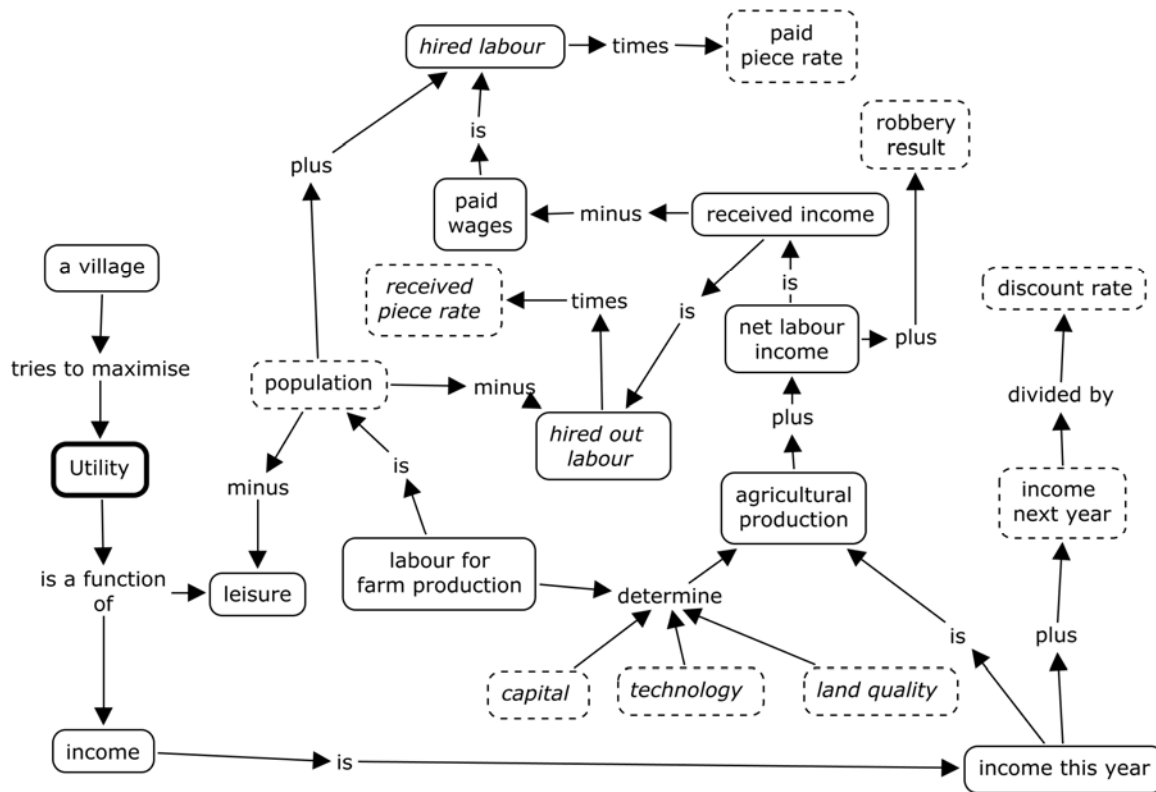 hired labour
times
paid
piece rate
robbery
result
is
plus
paid
wages
minus
received income
a village
received
piece rate
times
is
is
discount rate
net labour
income
plus
tries to maximise
population
minus
divided by
plus
hired out
labour
Utility
is
minus
agricultural
production
income
next year
labour for
farm production
is a function
of
leisure
determine
is
plus
capital
technology
land quality
income
is
income this year